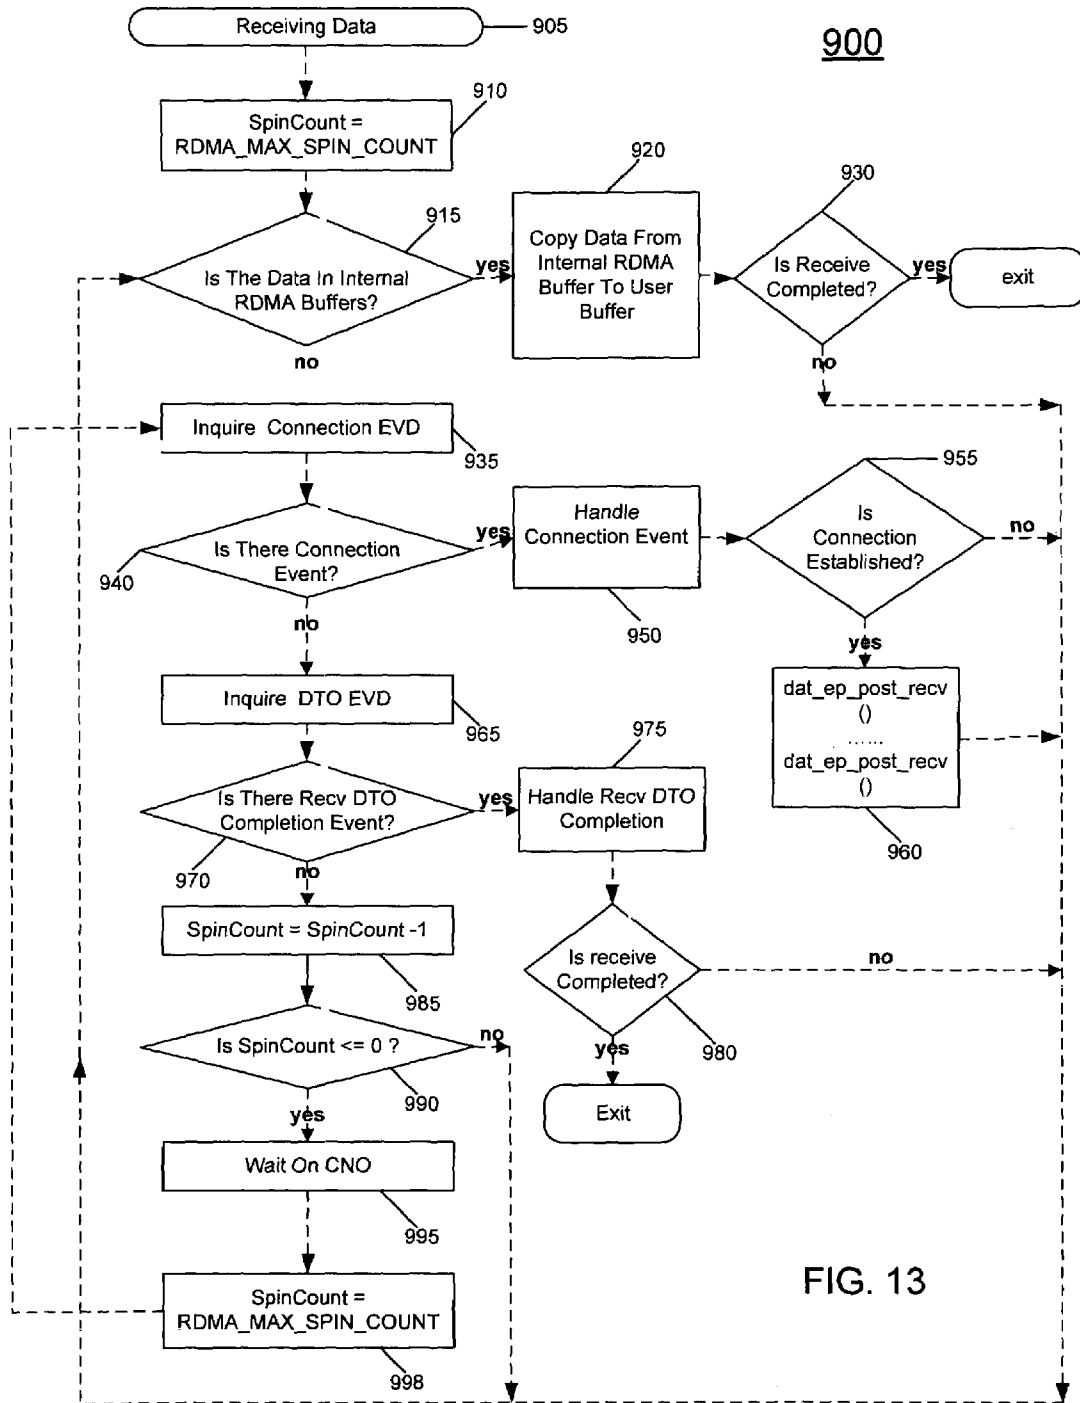 Receiving Data
905
900
SpinCount =
RDMA_MAX_SPIN_COUNT
910
915
Is The Data In Internal
RDMA Buffers?
yes
no
920
Copy Data From
Internal RDMA
Buffer To User
Buffer
930
Is Receive
Completed?
yes
exit
no
Inquire Connection EVD
935
Is There Connection
Event?
940
yes
no
Handle
Connection Event
950
955
Is
Connection
Established?
no
yes
dat_ep_post_recv
()
......
dat_ep_post_recv
()
960
Inquire DTO EVD
965
Is There Recv DTO
Completion Event?
970
yes
no
975
Handle Recv DTO
Completion
Is receive
Completed?
no
980
yes
Exit
SpinCount = SpinCount -1
985
Is SpinCount <= 0 ?
no
990
yes
Wait On CNO
995
SpinCount =
RDMA_MAX_SPIN_COUNT
998
FIG. 13